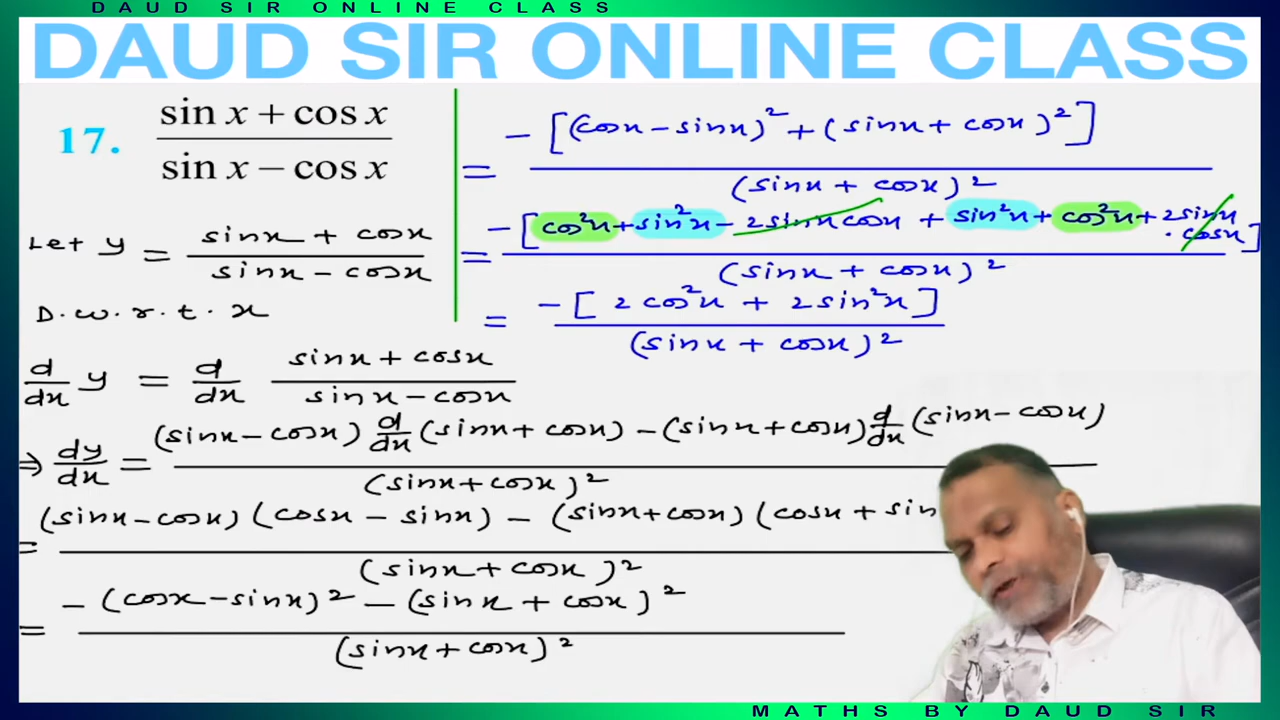 DAUD SIR ONLINE CLASS
DAUD SIR ONLINE CLASS
17. sin x + cos x
sin x − cos x
Let y = sinx + cosx
sinx − cosx
D.w.r.t. x
d/dx y = d/dx sinx + cosx
sinx − cosx
⇒ dy/dx = (sinx − cosx) d/dx (sinx + cosx) − (sinx + cosx) d/dx (sinx − cosx)
(sinx + cosx)²
= (sinx − cosx) (cosx − sinx) − (sinx + cosx) (cosx + sin
(sinx + cosx)²
= − (cosx − sinx)² − (sinx + cosx)²
(sinx + cosx)²
= − [(cosx − sinx)² + (sinx + cosx)²]
(sinx + cosx)²
= − [cos²x + sin²x − 2sinx cosx + sin²x + cos²x + 2sinx · cosx]
(sinx + cosx)²
= − [2cos²x + 2sin²x]
(sinx + cosx)²
MATHS BY DAUD SIR